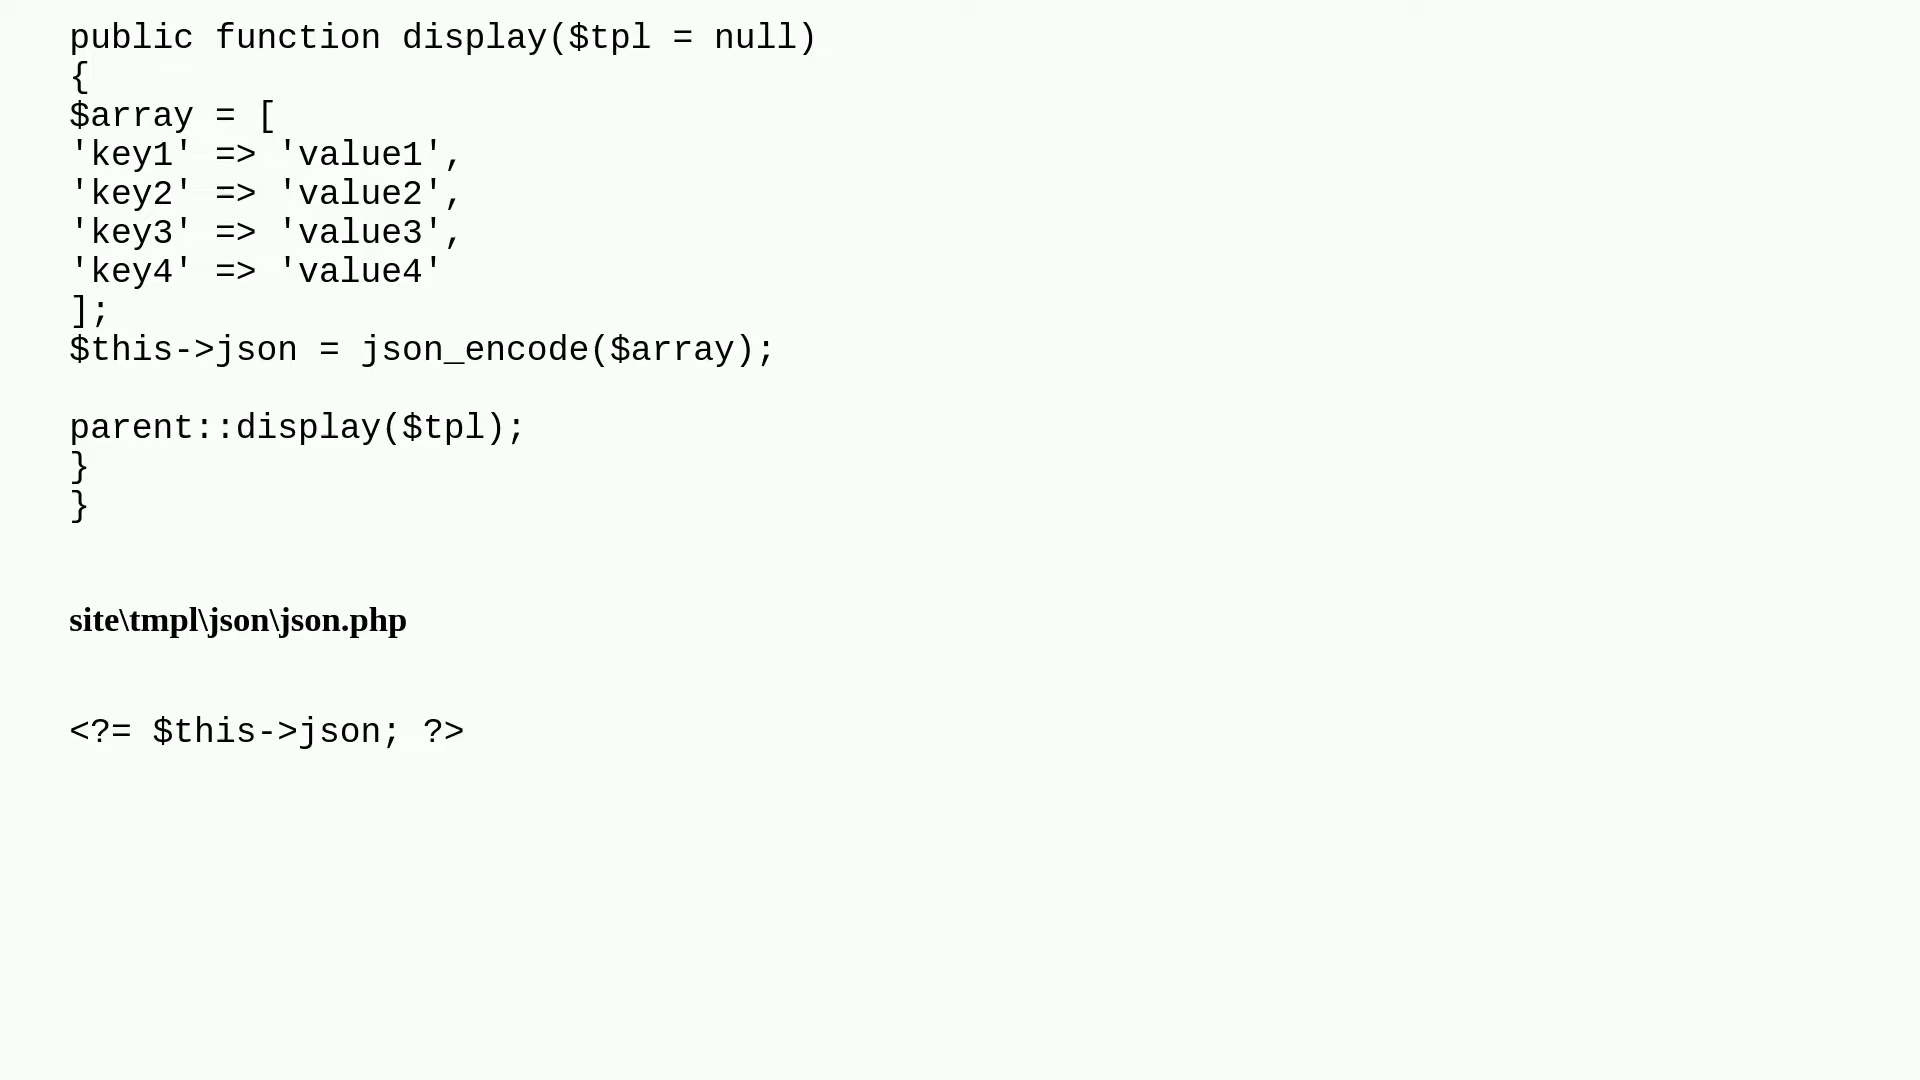 public function display($tpl = null)
{
$array = [
'key1' => 'value1',
'key2' => 'value2',
'key3' => 'value3',
'key4' => 'value4'
];
$this->json = json_encode($array);
parent::display($tpl);
}
}
site\tmpl\json\json.php
<?= $this->json; ?>